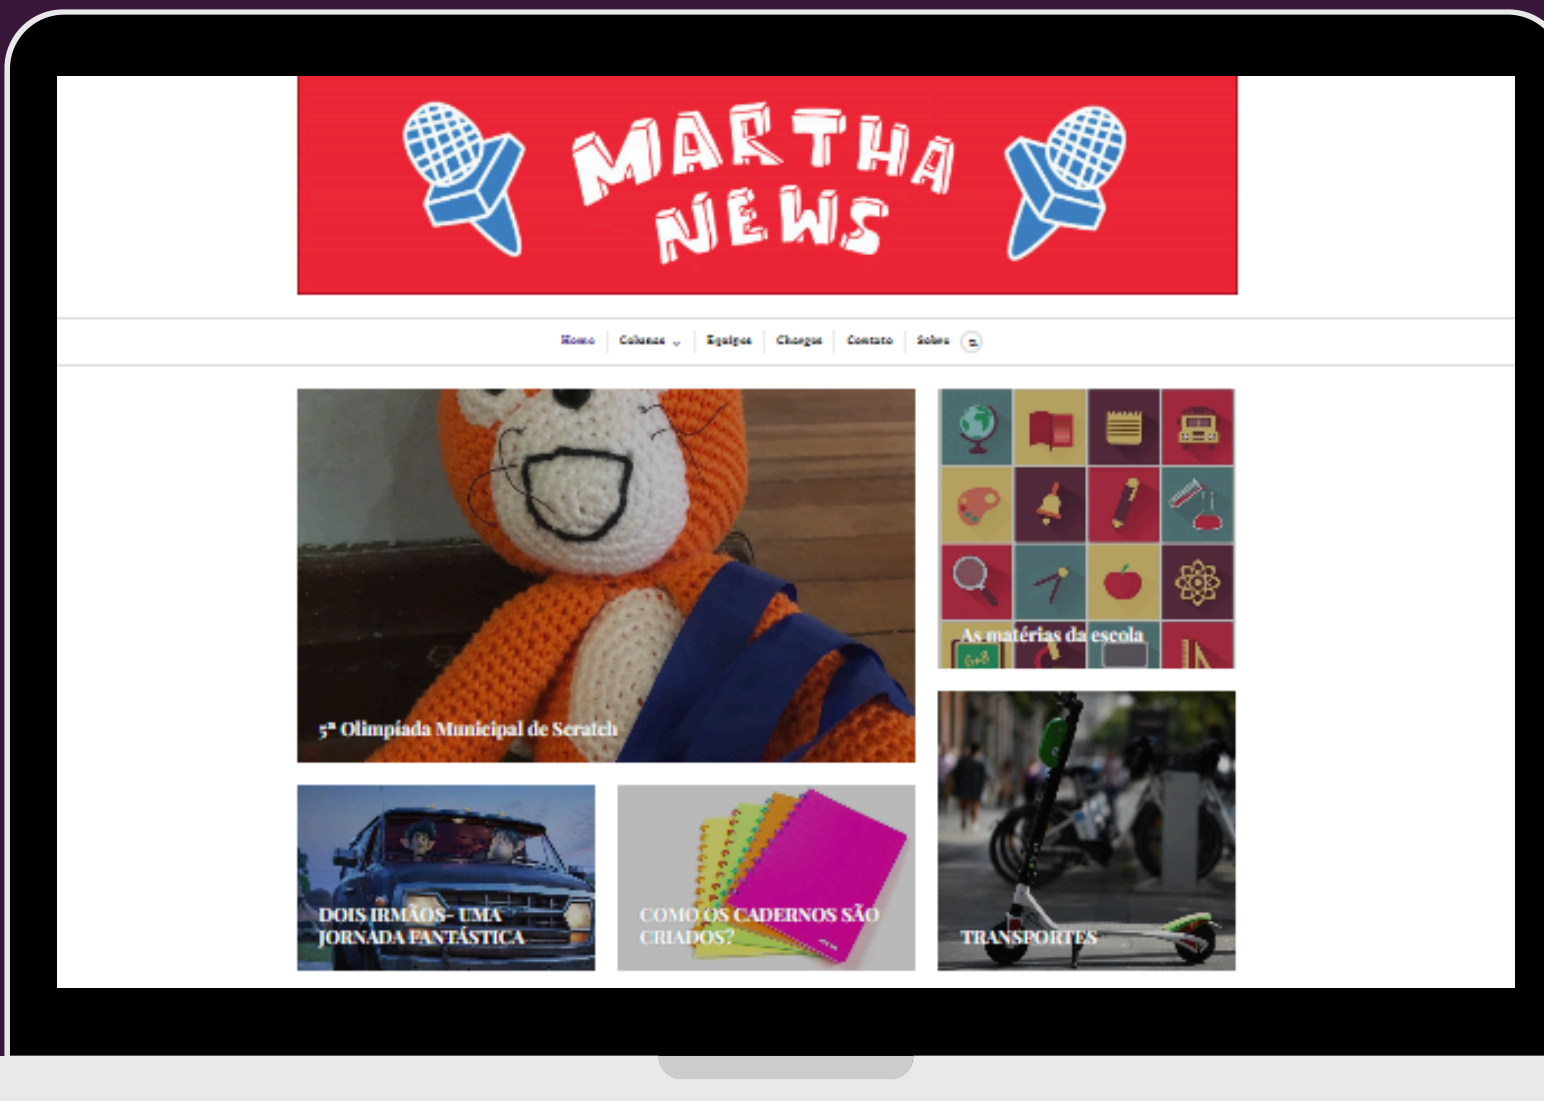 MARTHA
NEWS
Home Colunas Equipes Charges Contato Sobre
As matérias da escola
G+B
5ª Olimpíada Municipal de Scratch
DOIS IRMÃOS- UMA
JORNADA FANTÁSTICA
COMO OS CADERNOS SÃO
CRIADOS?
TRANSPORTES